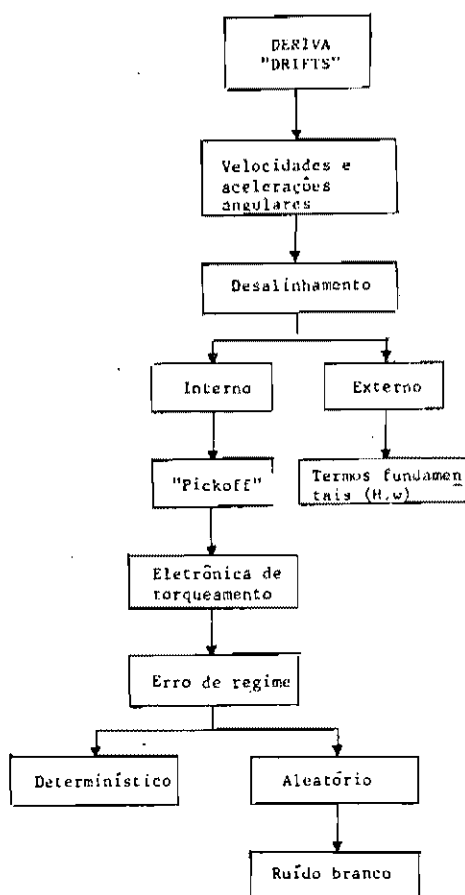 DERIVA
"DRIFTS"
Velocidades e
acelerações
angulares
Desalinhamento
Interno
Externo
"Pickoff"
Termos fundamen
tais (H,w)
Eletrônica de
torqueamento
Erro de regime
Determinístico
Aleatório
Ruído branco